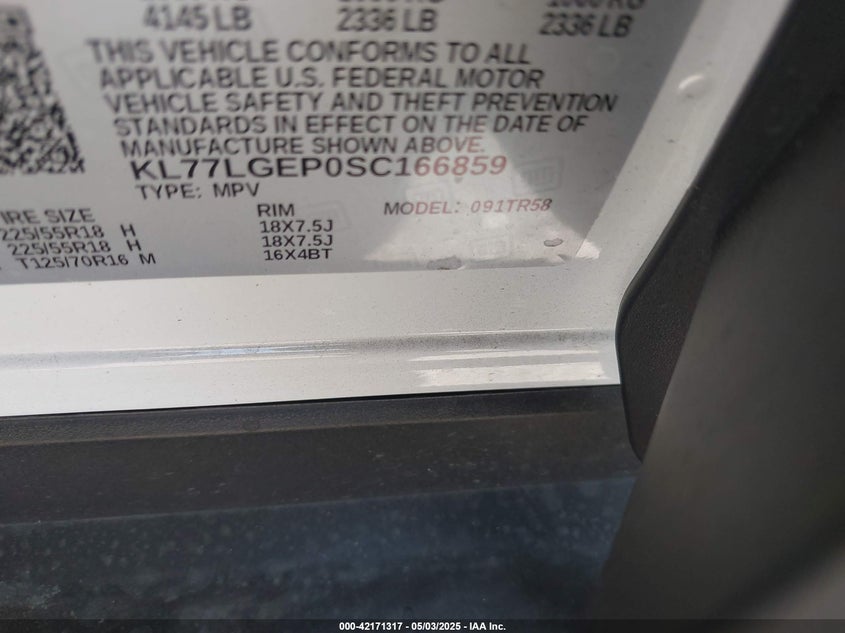 4145 LB 2336 LB 2336 LB
THIS VEHICLE CONFORMS TO ALL
APPLICABLE U.S. FEDERAL MOTOR
VEHICLE SAFETY AND THEFT PREVENTION
STANDARDS IN EFFECT ON THE DATE OF
MANUFACTURE SHOWN ABOVE.
KL77LGEP0SC166859
TYPE: MPV
IRE SIZE RIM MODEL: 091TR58
225/55R18 H 18X7.5J
225/55R18 H 18X7.5J
T125/70R16 M 16X4BT
000-42171317 - 05/03/2025 - IAA Inc.